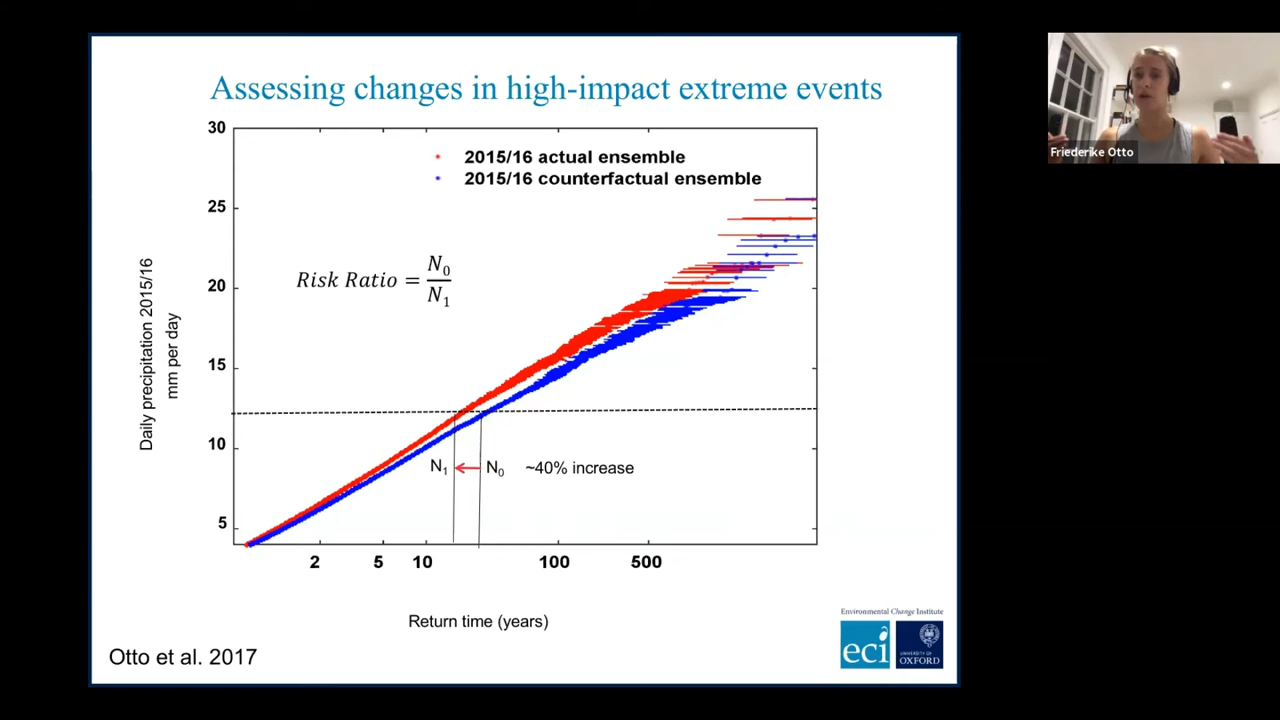 Assessing changes in high-impact extreme events
30
25
20
15
10
5
2015/16 actual ensemble
2015/16 counterfactual ensemble
Risk Ratio = N0/N1
Daily precipitation 2015/16
mm per day
N1
N0
~40% increase
2
5
10
100
500
Return time (years)
Otto et al. 2017
Environmental Change Institute
eci
UNIVERSITY OF
OXFORD
Friederike Otto